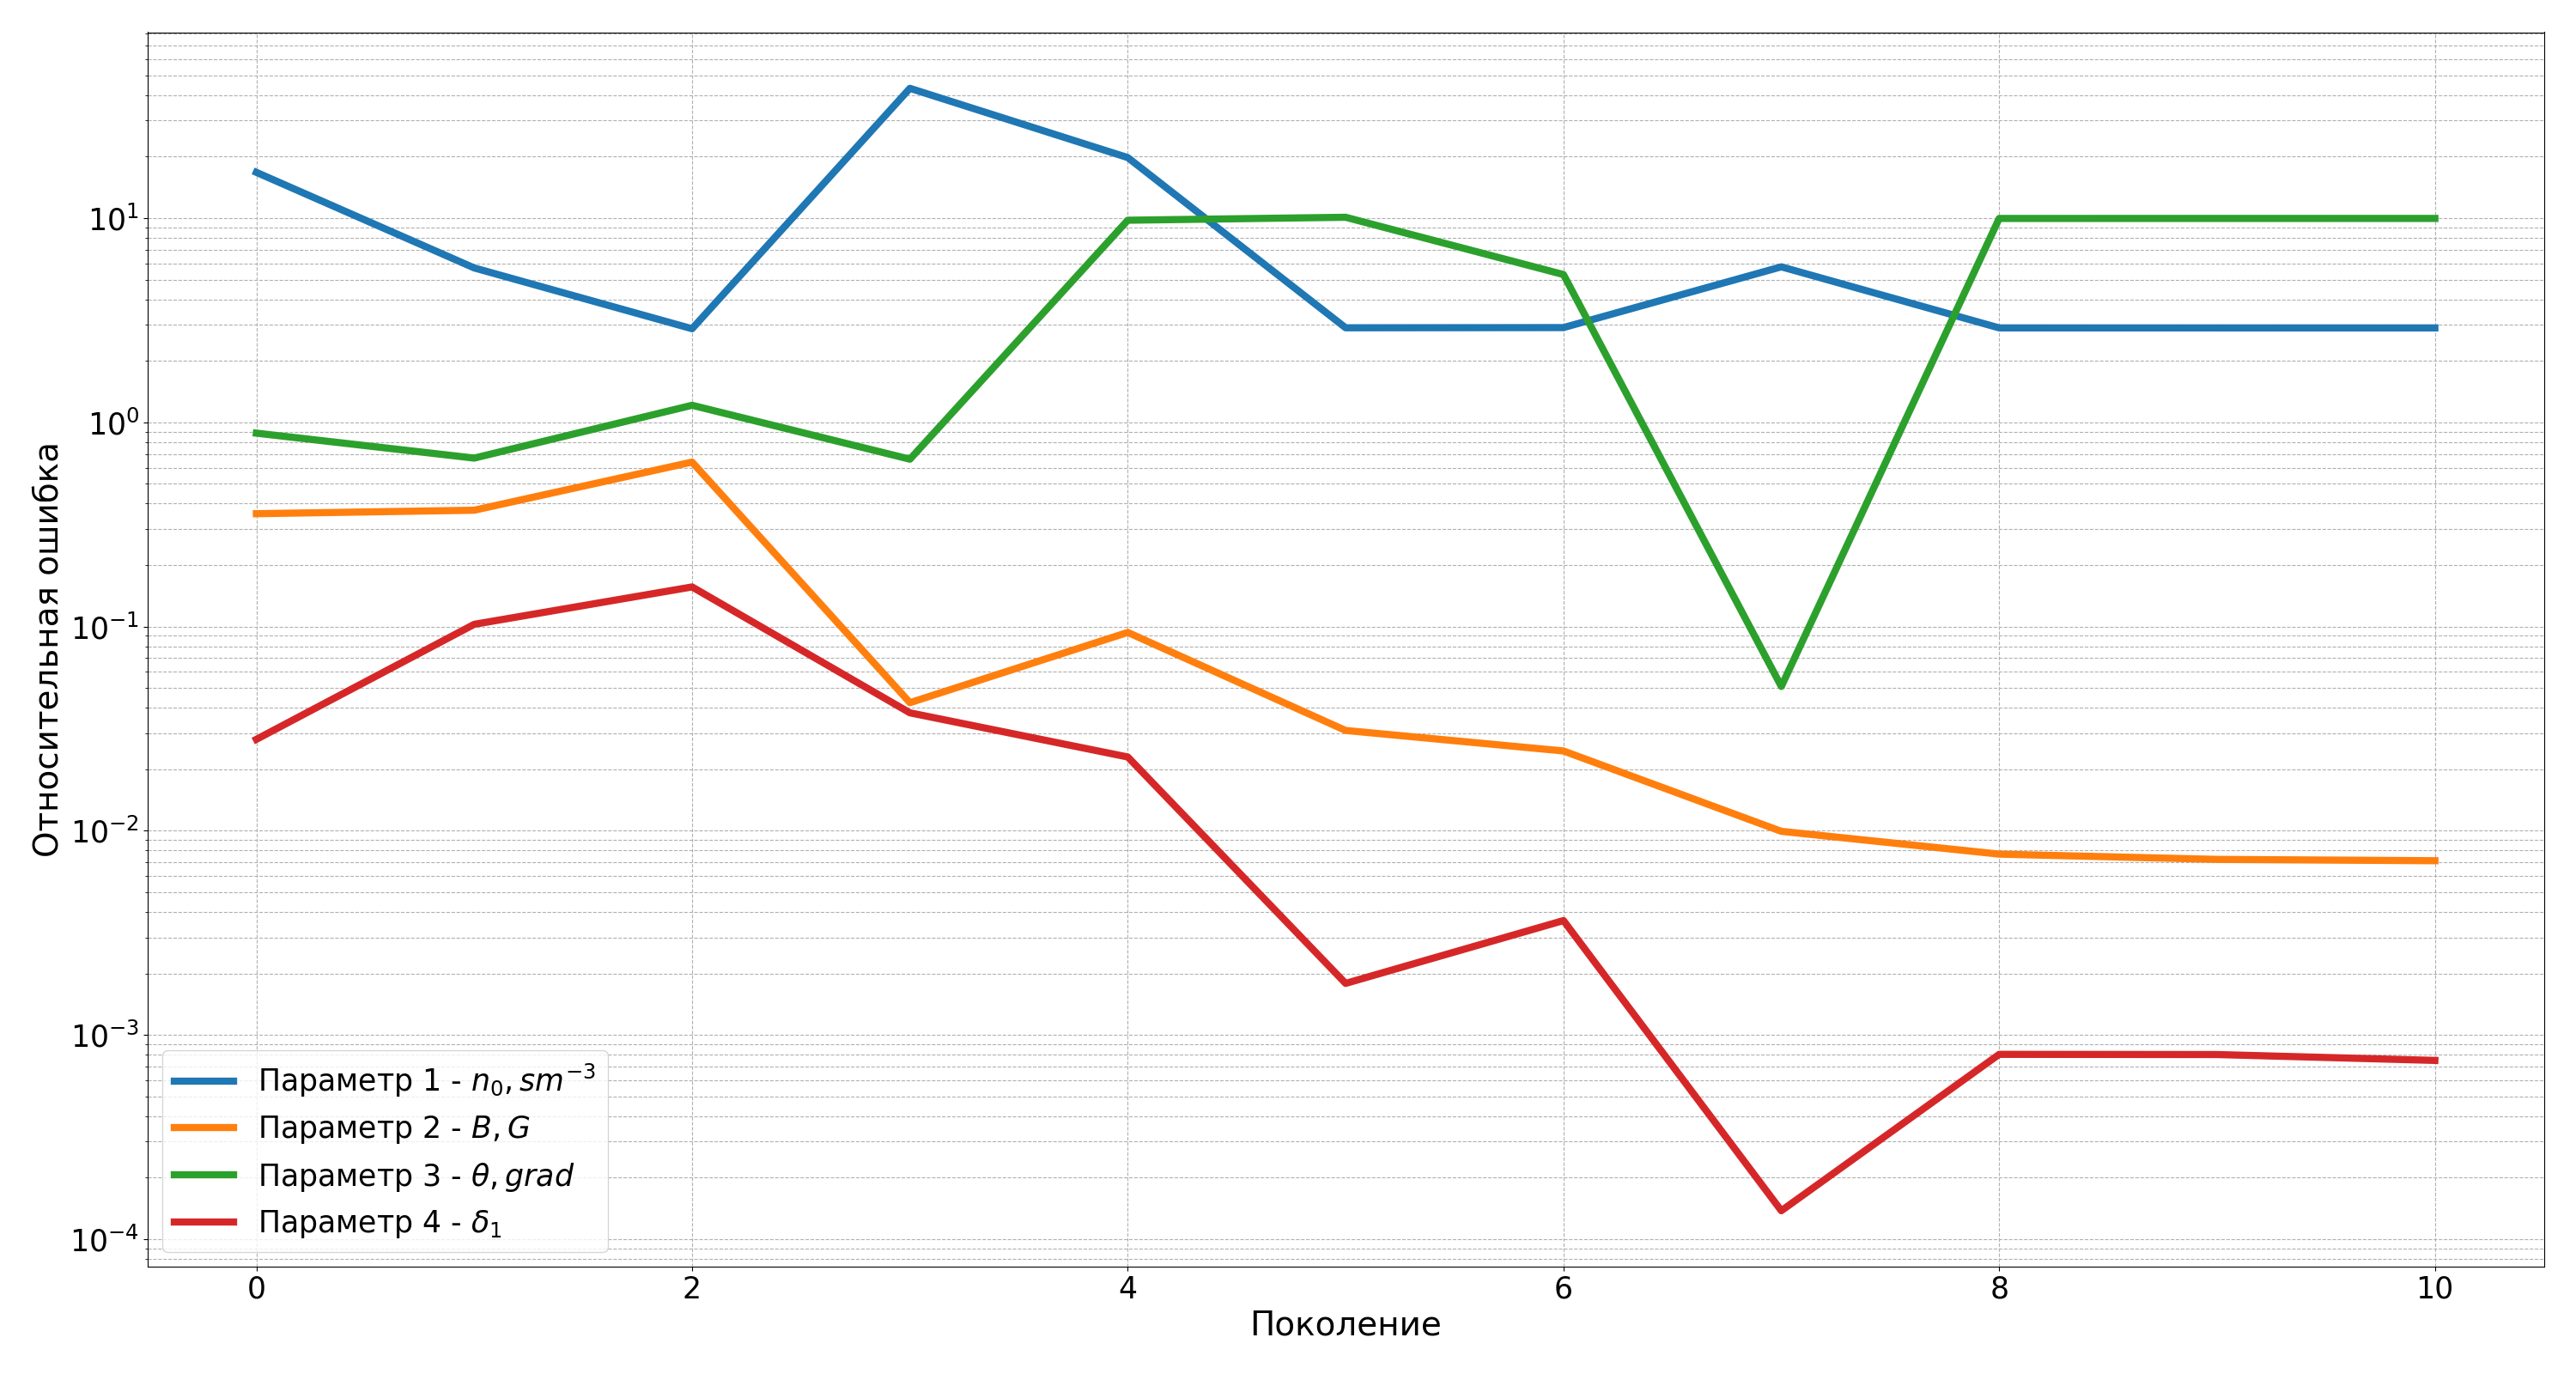 Относительная ошибка
10¹
10⁰
10⁻¹
10⁻²
10⁻³
10⁻⁴
Параметр 1 - n₀, sm⁻³
Параметр 2 - B, G
Параметр 3 - θ, grad
Параметр 4 - δ₁
0 2 4 6 8 10
Поколение